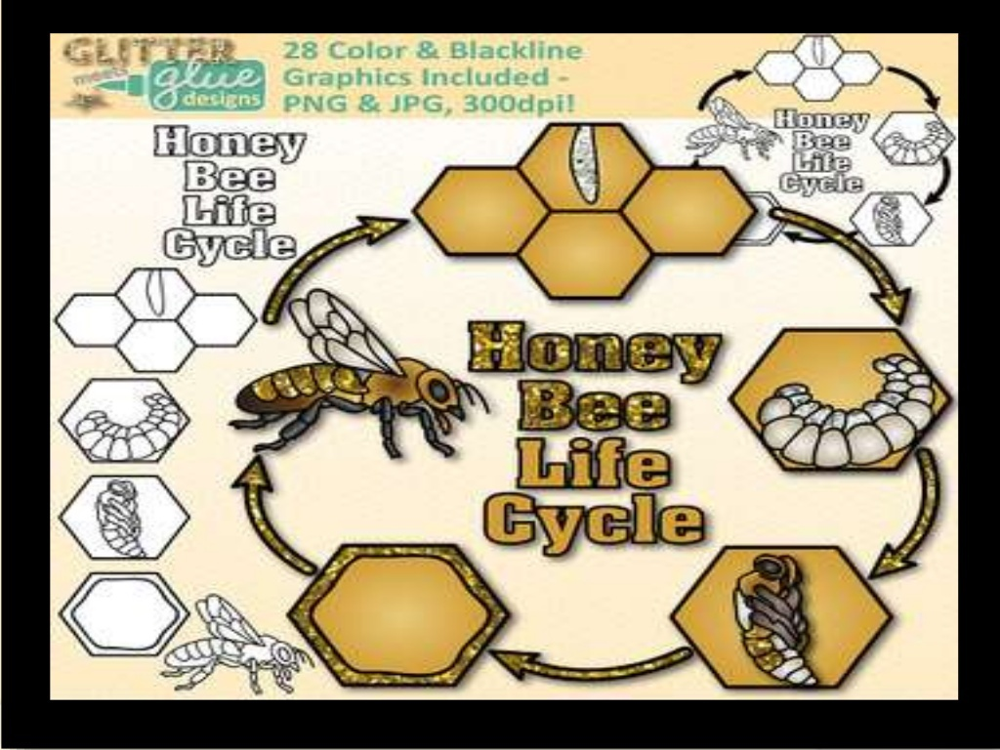 GLITTER
meets
glue
designs
28 Color & Blackline
Graphics Included -
PNG & JPG, 300dpi!
Honey
Bee
Life
Cycle
Honey
Bee
Life
Cycle
Honey
Bee
Life
Cycle